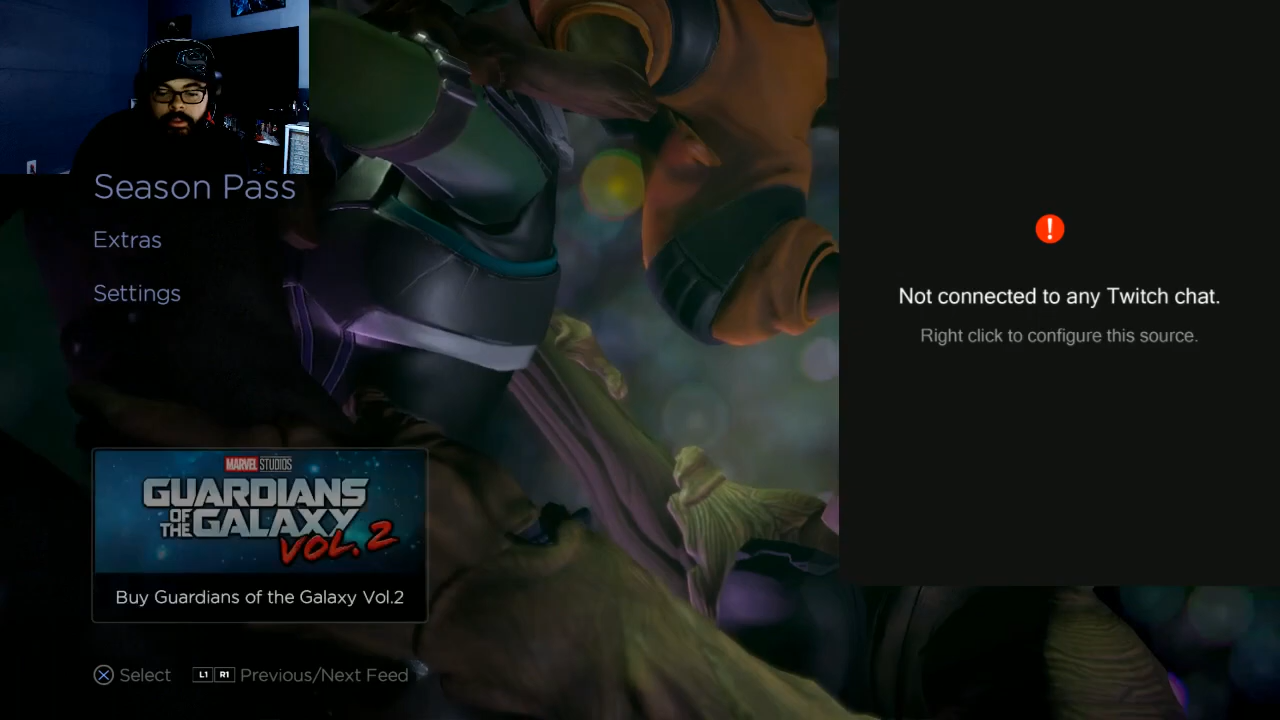 Season Pass
Extras
Settings
MARVEL STUDIOS
GUARDIANS
OF THE GALAXY
VOL. 2
Buy Guardians of the Galaxy Vol.2
Select L1 R1 Previous/Next Feed
!
Not connected to any Twitch chat.
Right click to configure this source.